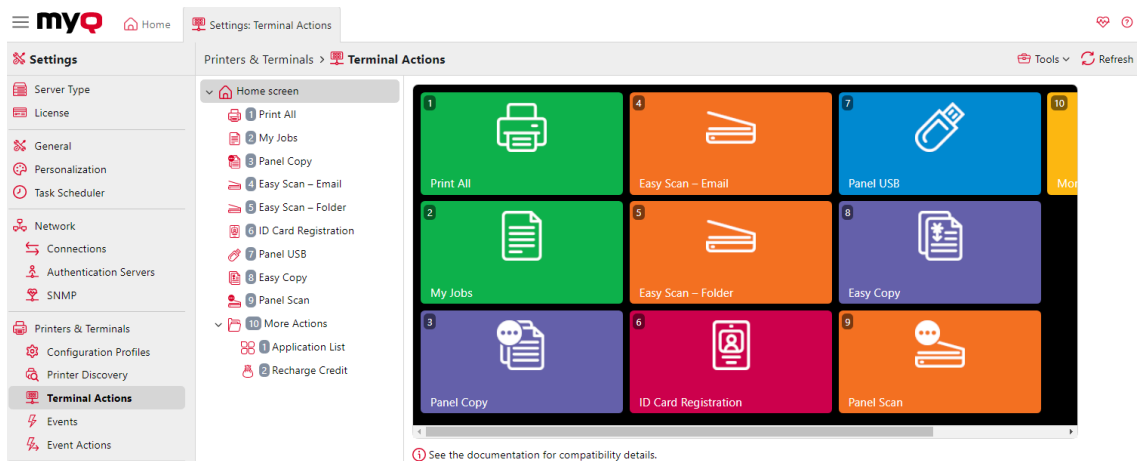 myQ
Home
Settings: Terminal Actions
Settings
Printers & Terminals > Terminal Actions
Tools
Refresh
Server Type
License
General
Personalization
Task Scheduler
Network
Connections
Authentication Servers
SNMP
Printers & Terminals
Configuration Profiles
Printer Discovery
Terminal Actions
Events
Event Actions
Home screen
1 Print All
2 My Jobs
3 Panel Copy
4 Easy Scan – Email
5 Easy Scan – Folder
6 ID Card Registration
7 Panel USB
8 Easy Copy
9 Panel Scan
10 More Actions
1 Application List
2 Recharge Credit
1
Print All
4
Easy Scan – Email
7
Panel USB
10
Mor
2
My Jobs
5
Easy Scan – Folder
8
Easy Copy
3
Panel Copy
6
ID Card Registration
9
Panel Scan
See the documentation for compatibility details.